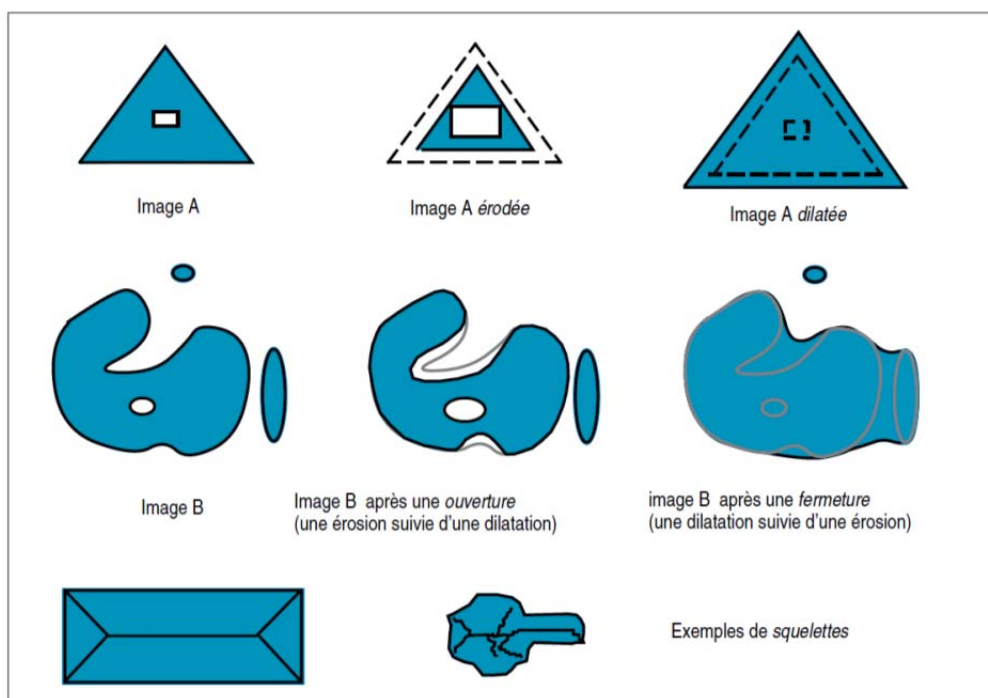 Image A
Image A érodée
Image A dilatée
Image B
Image B après une ouverture
(une érosion suivie d'une dilatation)
image B après une fermeture
(une dilatation suivie d'une érosion)
Exemples de squelettes